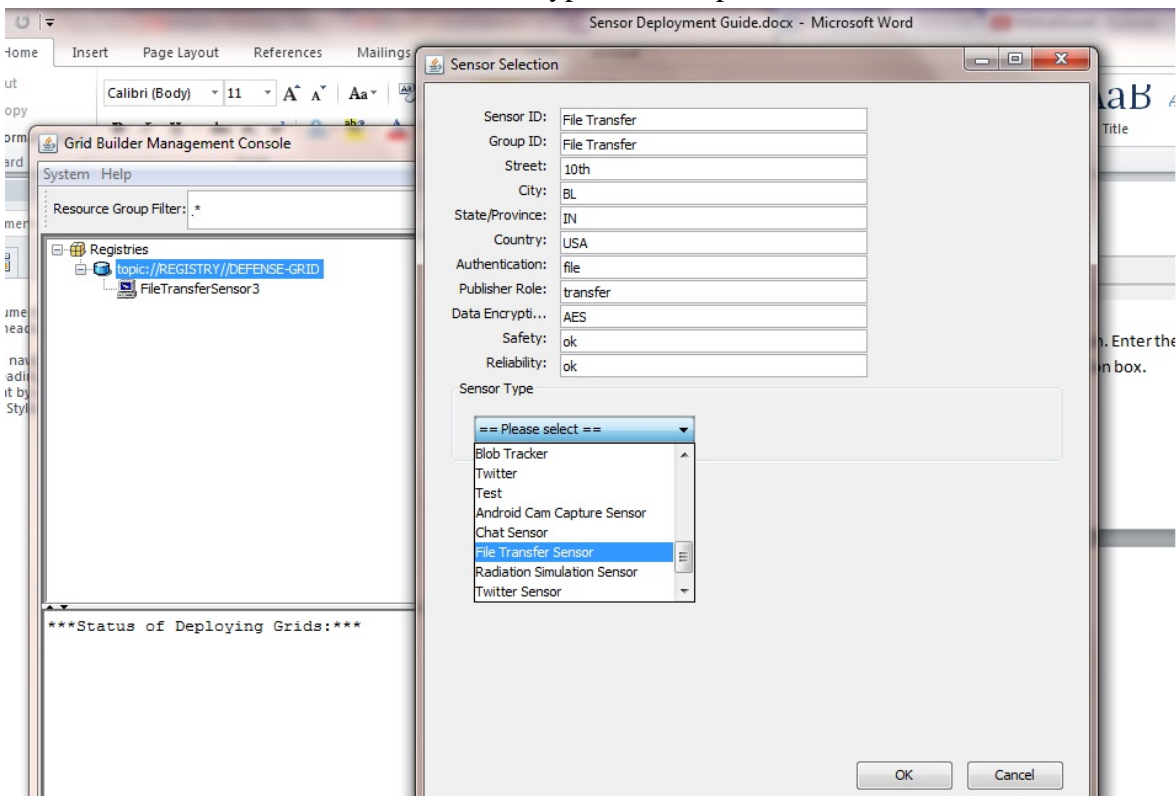 Sensor Deployment Guide.docx - Microsoft Word
Home Insert Page Layout References Mailings
Calibri (Body) 11 A A Aa
Title
Sensor Selection
Sensor ID: File Transfer
Group ID: File Transfer
Street: 10th
City: BL
State/Province: IN
Country: USA
Authentication: file
Publisher Role: transfer
Data Encrypti... AES
Safety: ok
Reliability: ok
Sensor Type
== Please select ==
Blob Tracker
Twitter
Test
Android Cam Capture Sensor
Chat Sensor
File Transfer Sensor
Radiation Simulation Sensor
Twitter Sensor
OK Cancel
Grid Builder Management Console
System Help
Resource Group Filter: .*
Registries
topic://REGISTRY//DEFENSE-GRID
FileTransferSensor3
***Status of Deploying Grids:***
. Enter the
n box.